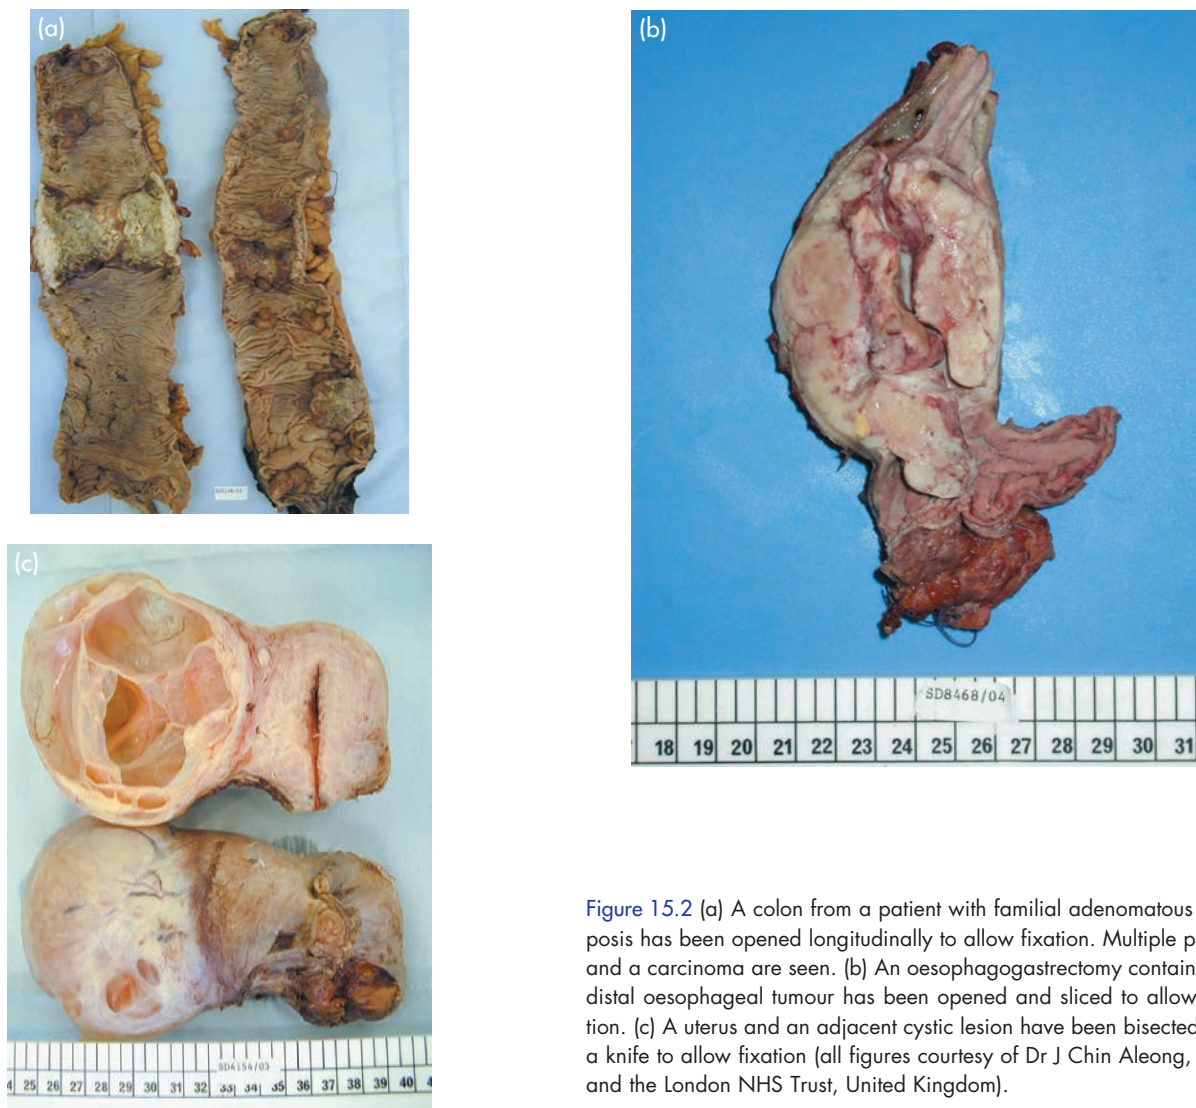 (a)
(b)
SD8468/04
18 19 20 21 22 23 24 25 26 27 28 29 30 31
(c)
SD4154/03
25 26 27 28 29 30 31 32 33 34 35 36 37 38 39 40
Figure 15.2 (a) A colon from a patient with familial adenomatous
posis has been opened longitudinally to allow fixation. Multiple p
and a carcinoma are seen. (b) An oesophagogastrectomy contain
distal oesophageal tumour has been opened and sliced to allow
tion. (c) A uterus and an adjacent cystic lesion have been bisected
a knife to allow fixation (all figures courtesy of Dr J Chin Aleong,
and the London NHS Trust, United Kingdom).